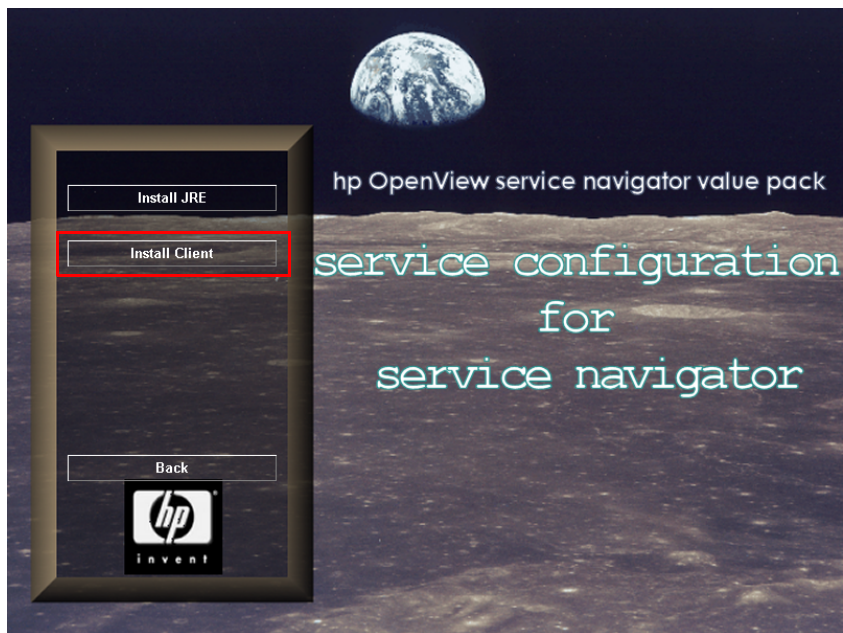 Install JRE
Install Client
Back
hp
invent
hp OpenView service navigator value pack
service configuration
for
service navigator